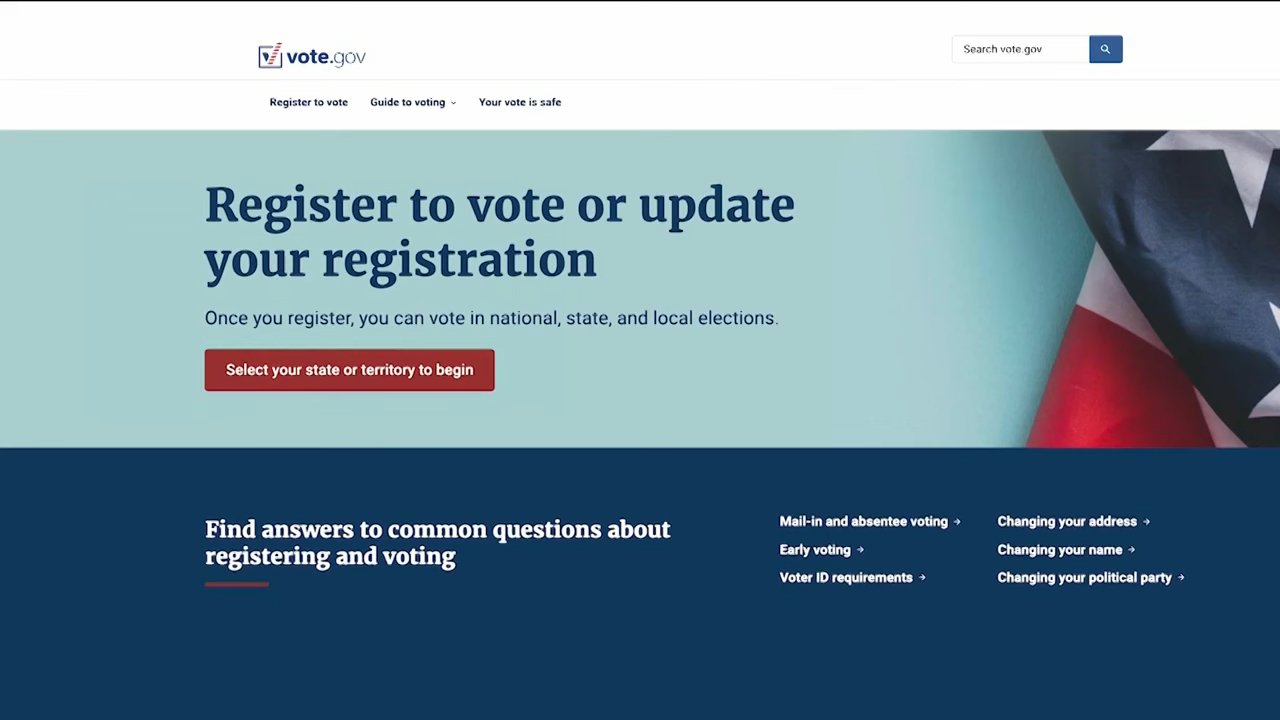 vote.gov
Search vote.gov
Register to vote
Guide to voting
Your vote is safe
Register to vote or update
your registration
Once you register, you can vote in national, state, and local elections.
Select your state or territory to begin
Find answers to common questions about
registering and voting
Mail-in and absentee voting
Early voting
Voter ID requirements
Changing your address
Changing your name
Changing your political party